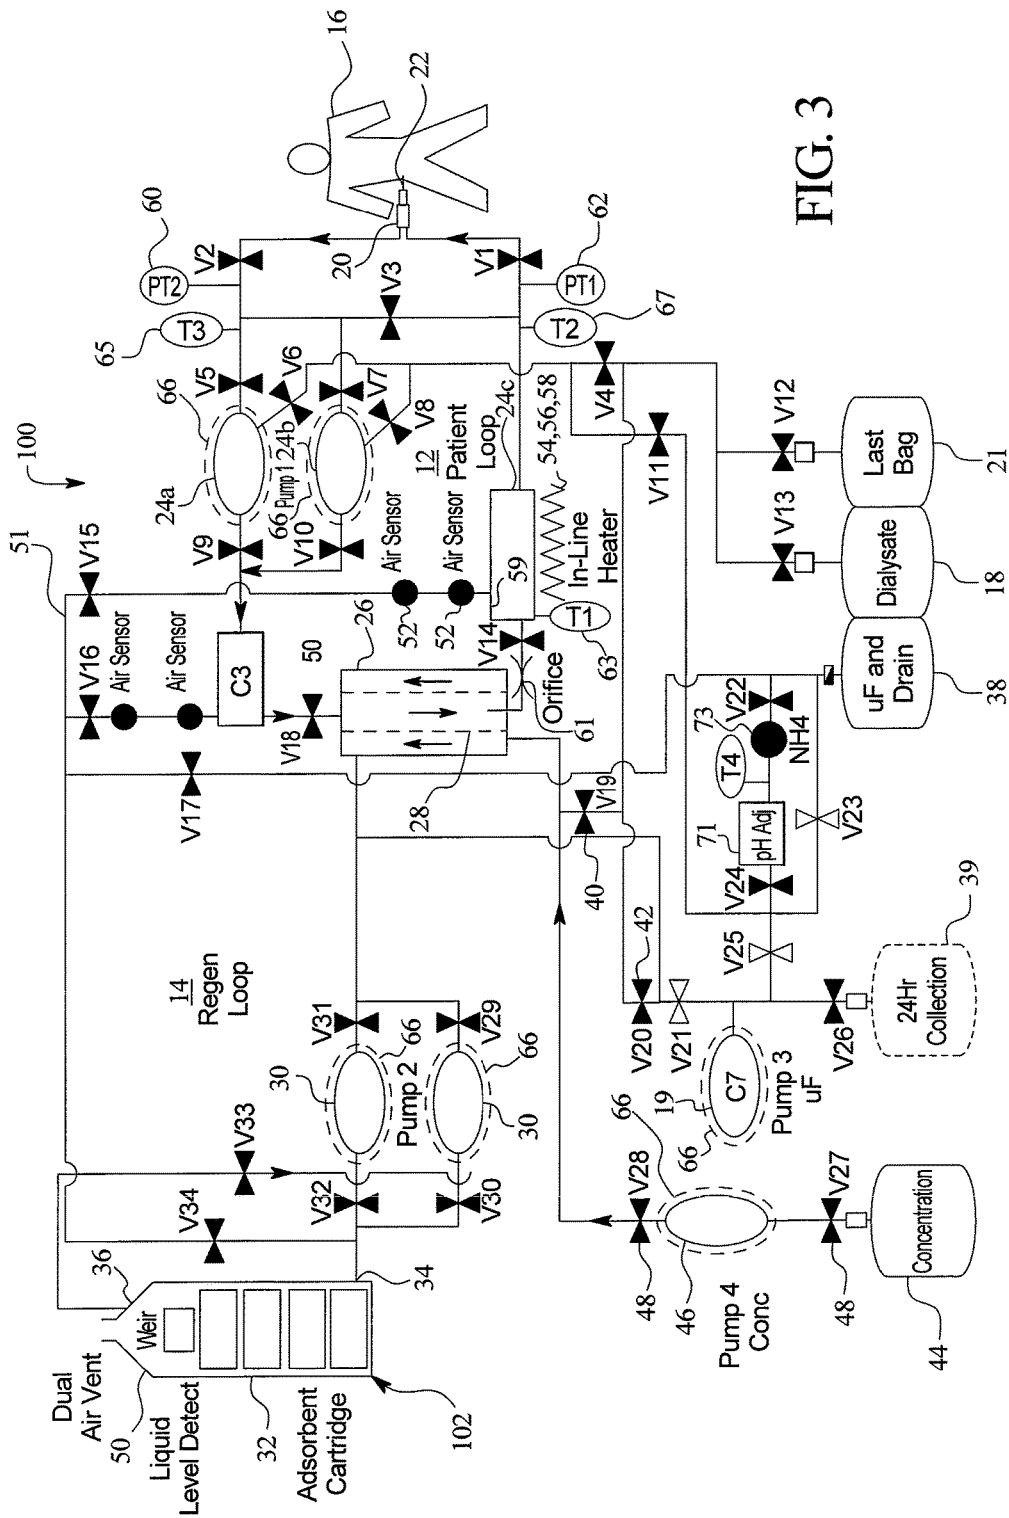 FIG. 3
100
51
16
22
20
60
PT2
V2
62
PT1
V1
V3
65
T3
67
T2
V5
V6
V7
V8
66
24a
Pump 1
24b
66
V9
V10
12
Patient
Loop
24c
54,56,58
In-Line
Heater
59
T1
63
V14
Orifice
61
Air Sensor
52
Air Sensor
52
V15
V16
Air Sensor
Air Sensor
C3
V18
50
26
28
V17
V4
V11
V12
V13
Last
Bag
21
Dialysate
18
uF and
Drain
38
V22
73
NH4
T4
71
pH Adj
V23
V24
V25
V19
40
42
V20
V21
V26
24Hr
Collection
39
C7
19
66
Pump 3
uF
14
Regen
Loop
V31
V29
66
66
30
Pump 2
30
V32
V30
V33
V34
34
36
Weir
Dual
Air Vent
50
Liquid
Level Detect
32
Adsorbent
Cartridge
102
V28
48
66
46
Pump 4
Conc
V27
48
Concentration
44